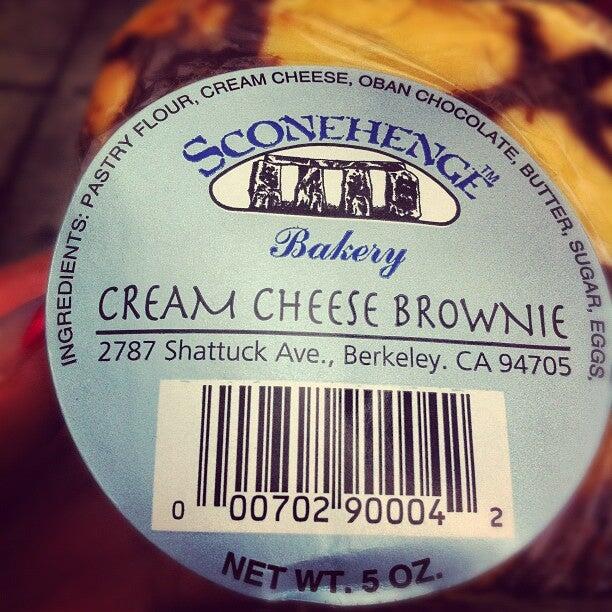 INGREDIENTS: PASTRY FLOUR, CREAM CHEESE, OBAN CHOCOLATE, BUTTER, SUGAR, EGGS.
SCONEHENGE™
Bakery
CREAM CHEESE BROWNIE
2787 Shattuck Ave., Berkeley. CA 94705
0 00702 90004 2
NET WT. 5 OZ.